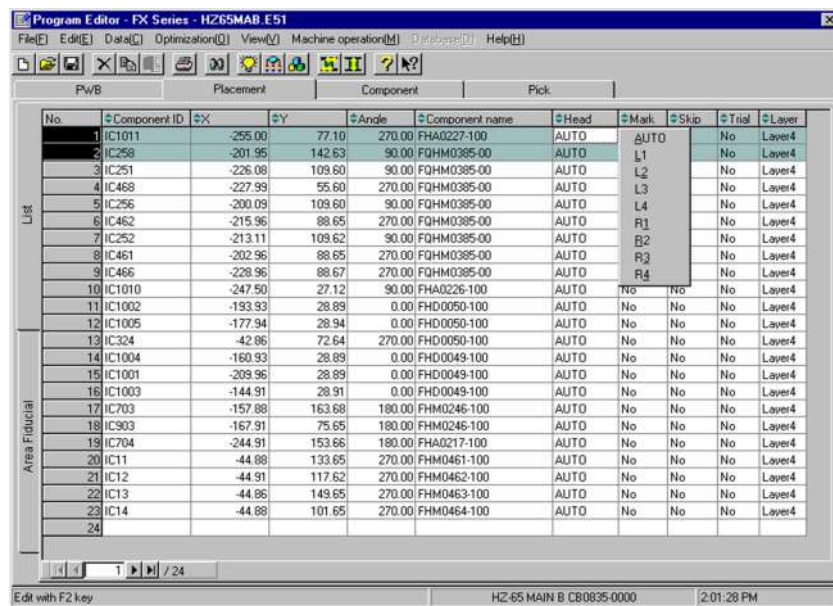 Program Editor - FX Series - HZ65MAB.E51
File(F) Edit(E) Data(C) Optimization(O) View(V) Machine operation(M) Database(D) Help(H)
PWB Placement Component Pick
List
Area Fiducial
No. Component ID X Y Angle Component name Head Mark Skip Trial Layer
1 IC1011 -255.00 77.10 270.00 FHA0227-100 AUTO No Layer4
2 IC258 -201.95 142.63 90.00 FQHM0385-00 AUTO No Layer4
3 IC251 -226.08 109.60 90.00 FQHM0385-00 AUTO No No Layer4
4 IC468 -227.99 55.60 270.00 FQHM0385-00 AUTO No No Layer4
5 IC256 -200.09 109.60 90.00 FQHM0385-00 AUTO No No Layer4
6 IC462 -215.96 88.65 270.00 FQHM0385-00 AUTO No No Layer4
7 IC252 -213.11 109.62 90.00 FQHM0385-00 AUTO No No Layer4
8 IC461 -202.96 88.65 270.00 FQHM0385-00 AUTO No No Layer4
9 IC466 -228.96 88.67 270.00 FQHM0385-00 AUTO No No Layer4
10 IC1010 -247.50 27.12 90.00 FHA0226-100 AUTO No No No Layer4
11 IC1002 -193.93 28.89 0.00 FHD0050-100 AUTO No No No Layer4
12 IC1005 -177.94 28.94 0.00 FHD0050-100 AUTO No No No Layer4
13 IC324 -42.86 72.64 270.00 FHD0050-100 AUTO No No No Layer4
14 IC1004 -160.93 28.89 0.00 FHD0049-100 AUTO No No No Layer4
15 IC1001 -209.96 28.89 0.00 FHD0049-100 AUTO No No No Layer4
16 IC1003 -144.91 28.91 0.00 FHD0049-100 AUTO No No No Layer4
17 IC703 -157.88 163.68 180.00 FHM0246-100 AUTO No No No Layer4
18 IC903 -167.91 75.65 180.00 FHM0246-100 AUTO No No No Layer4
19 IC704 -244.91 153.66 180.00 FHA0217-100 AUTO No No No Layer4
20 IC11 -44.88 133.65 270.00 FHM0461-100 AUTO No No No Layer4
21 IC12 -44.91 117.62 270.00 FHM0462-100 AUTO No No No Layer4
22 IC13 -44.86 149.65 270.00 FHM0463-100 AUTO No No No Layer4
23 IC14 -44.88 101.65 270.00 FHM0464-100 AUTO No No No Layer4
24
AUTO
L1
L2
L3
L4
R1
R2
R3
R4
1 / 24
Edit with F2 key HZ-65 MAIN B CB0835-0000 2:01:28 PM